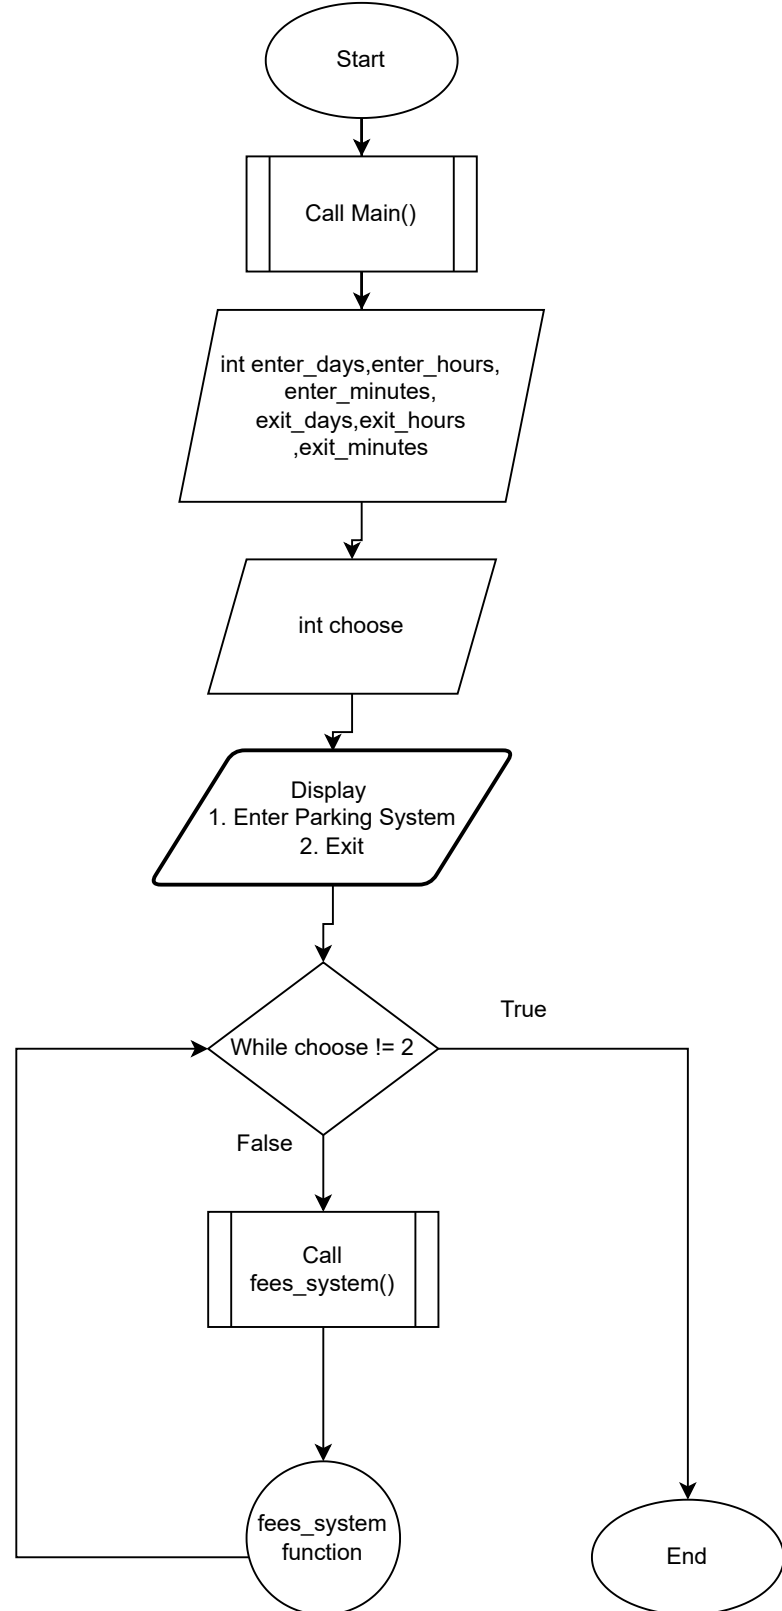 Start
Call Main()
int enter_days,enter_hours,
enter_minutes,
exit_days,exit_hours
,exit_minutes
int choose
Display
1. Enter Parking System
2. Exit
True
While choose != 2
False
Call
fees_system()
fees_system
function
End